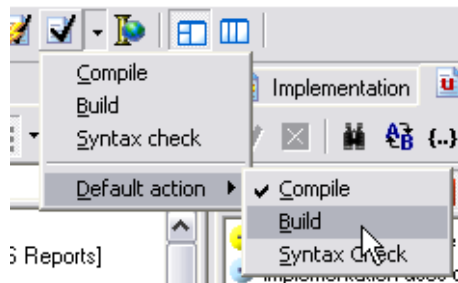 Compile
Build
Syntax check
Default action
Implementation
{..}
Compile
Build
Syntax Check
S Reports]